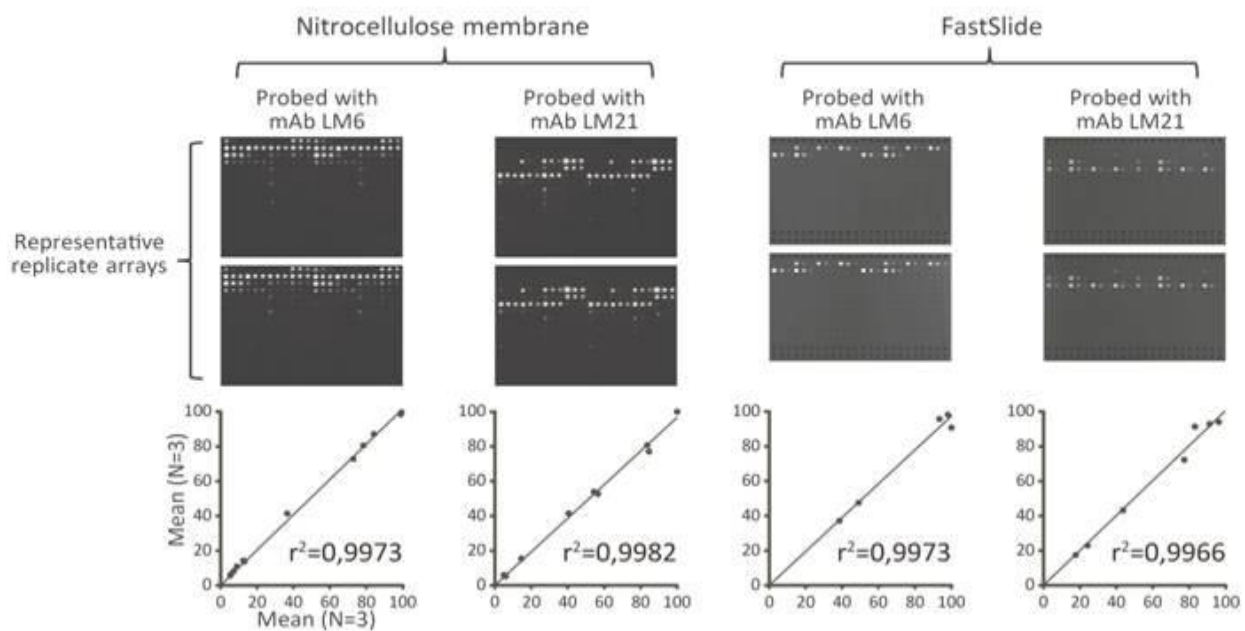 Nitrocellulose membrane
FastSlide
Probed with
mAb LM6
Probed with
mAb LM21
Probed with
mAb LM6
Probed with
mAb LM21
Representative
replicate arrays
Mean (N=3)
100
80
60
40
20
0
r²=0,9973
0 20 40 60 80 100
Mean (N=3)
100
80
60
40
20
0
r²=0,9982
0 20 40 60 80 100
100
80
60
40
20
0
r²=0,9973
0 20 40 60 80 100
100
80
60
40
20
0
r²=0,9966
0 20 40 60 80 100